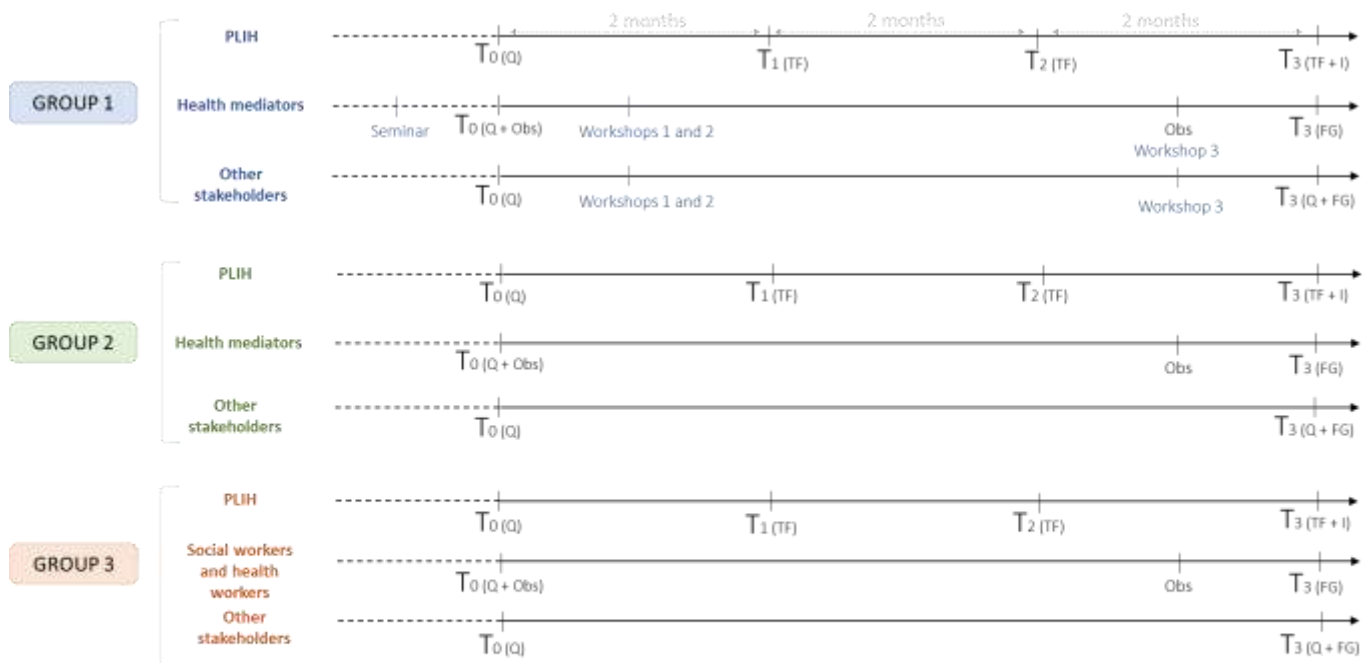 2 months 2 months 2 months
PLIH
T0 (Q) T1 (TF) T2 (TF) T3 (TF + I)
GROUP 1
Health mediators
Seminar T0 (Q + Obs) Workshops 1 and 2 Obs T3 (FG)
Workshop 3
Other
stakeholders
T0 (Q) Workshops 1 and 2 Workshop 3 T3 (Q + FG)
PLIH
T0 (Q) T1 (TF) T2 (TF) T3 (TF + I)
GROUP 2
Health mediators
T0 (Q + Obs) Obs T3 (FG)
Other
stakeholders
T0 (Q) T3 (Q + FG)
PLIH
T0 (Q) T1 (TF) T2 (TF) T3 (TF + I)
GROUP 3
Social workers
and health
workers
T0 (Q + Obs) Obs T3 (FG)
Other
stakeholders
T0 (Q) T3 (Q + FG)